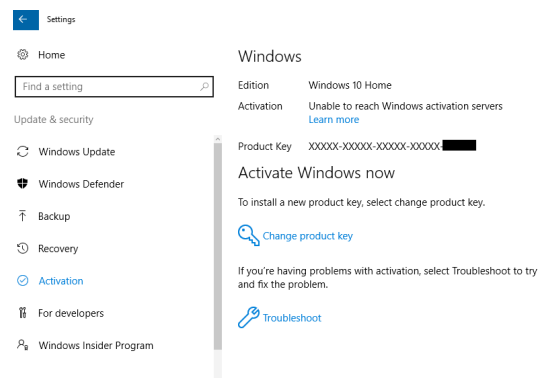 Settings
Home
Find a setting
Update & security
Windows Update
Windows Defender
Backup
Recovery
Activation
For developers
Windows Insider Program
Windows
Edition Windows 10 Home
Activation Unable to reach Windows activation servers
Learn more
Product Key XXXXX-XXXXX-XXXXX-XXXXX-
Activate Windows now
To install a new product key, select change product key.
Change product key
If you're having problems with activation, select Troubleshoot to try
and fix the problem.
Troubleshoot